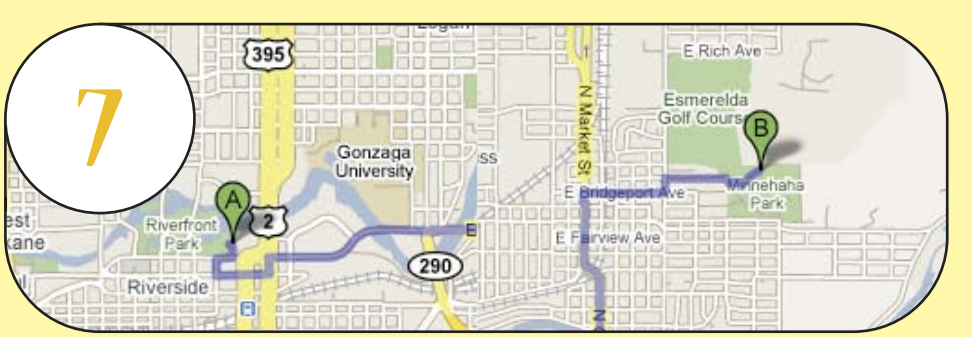 7
395
Gonzaga
University
A
2
Riverfront
Park
Riverside
290
E
N Market St
E Rich Ave
Esmerelda
Golf Course
B
E Bridgeport Ave
Minnehaha
Park
E Fairview Ave
N